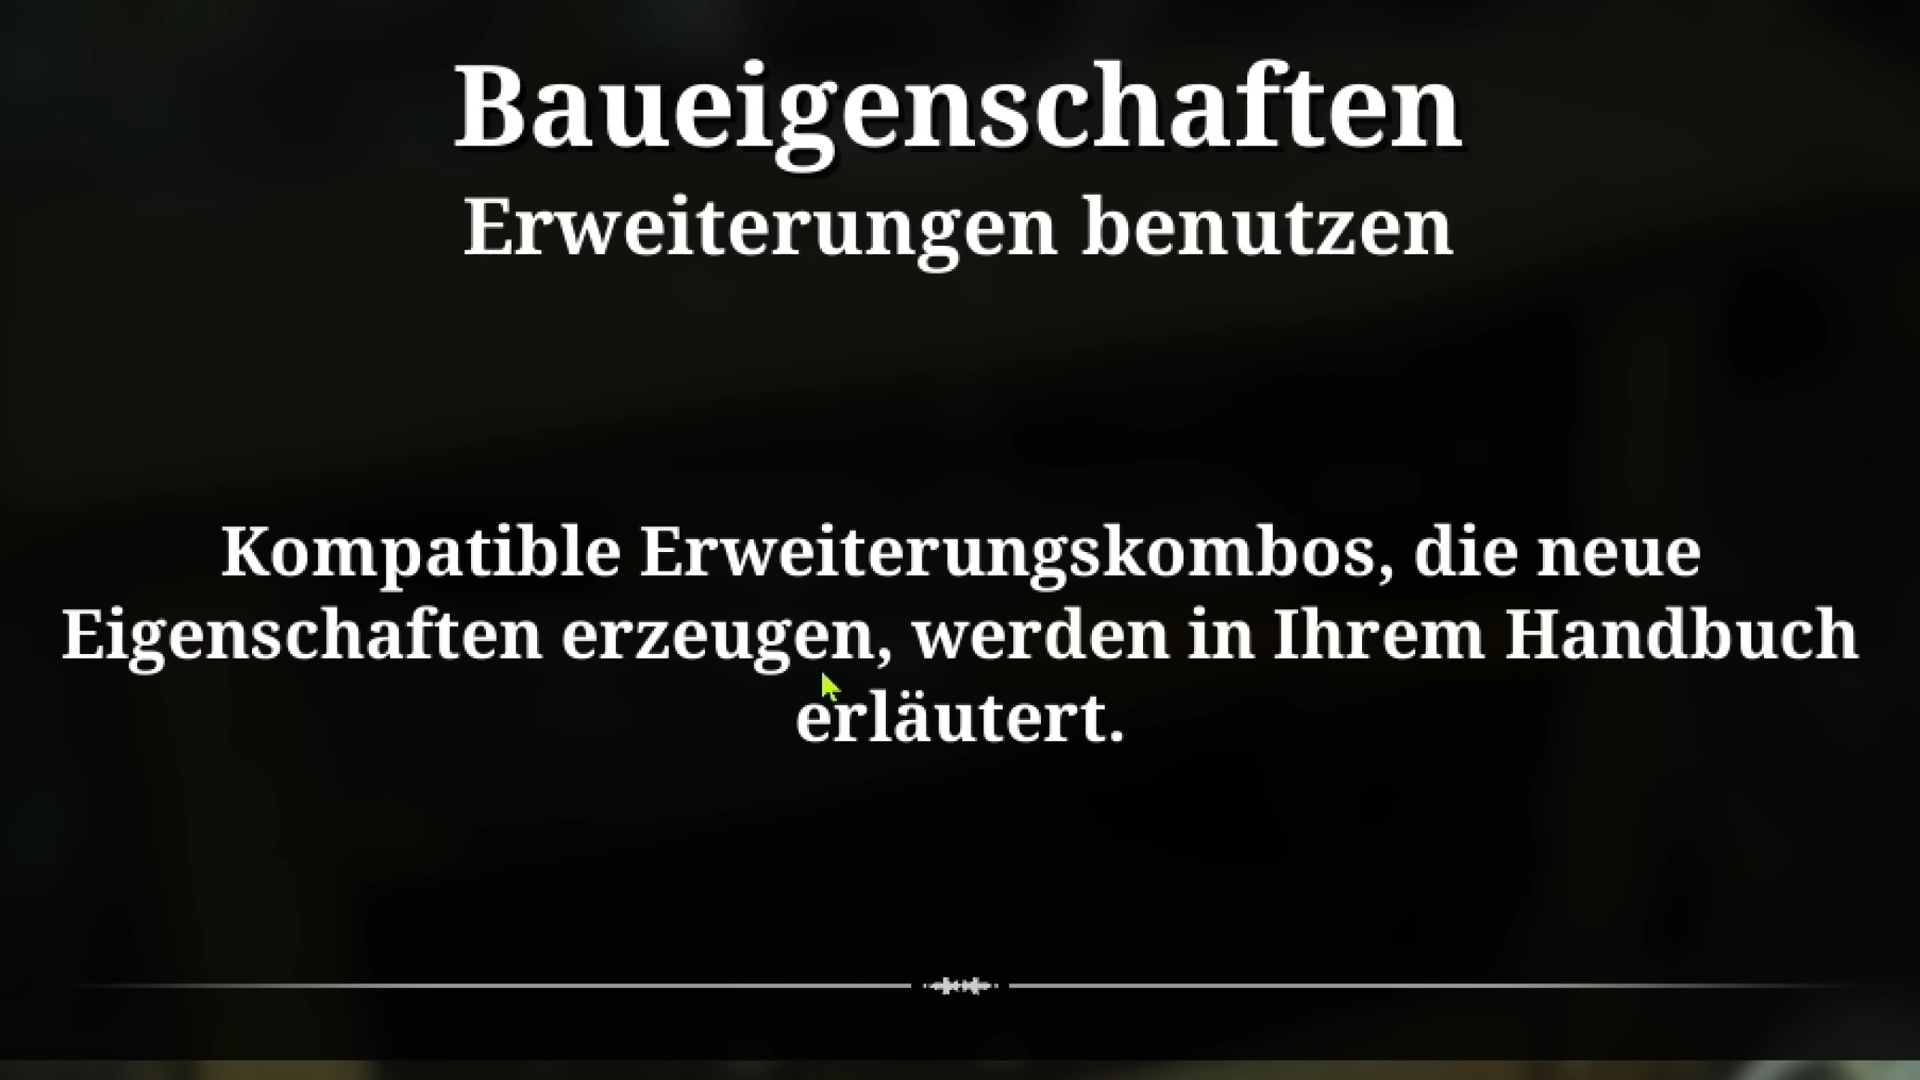 Baueigenschaften
Erweiterungen benutzen
Kompatible Erweiterungskombos, die neue
Eigenschaften erzeugen, werden in Ihrem Handbuch
erläutert.